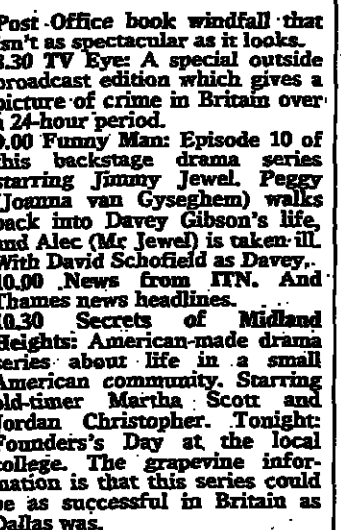 Post Office book windfall that
isn't as spectacular as it looks.
8.30 TV Eye: A special outside
broadcast edition which gives a
picture of crime in Britain over
a 24-hour period.
9.00 Funny Man: Episode 10 of
this backstage drama series
starring Jimmy Jewel. Peggy
(Joanna van Gyseghem) walks
back into Davey Gibson's life,
and Alec (Mr Jewel) is taken ill.
With David Schofield as Davey.
10.00 News from ITN. And
Thames news headlines.
10.30 Secrets of Midland
Heights: American-made drama
series about life in a small
American community. Starring
old-timer Martha Scott and
Jordan Christopher. Tonight:
Founders's Day at the local
college. The grapevine infor-
mation is that this series could
be as successful in Britain as
Dallas was.